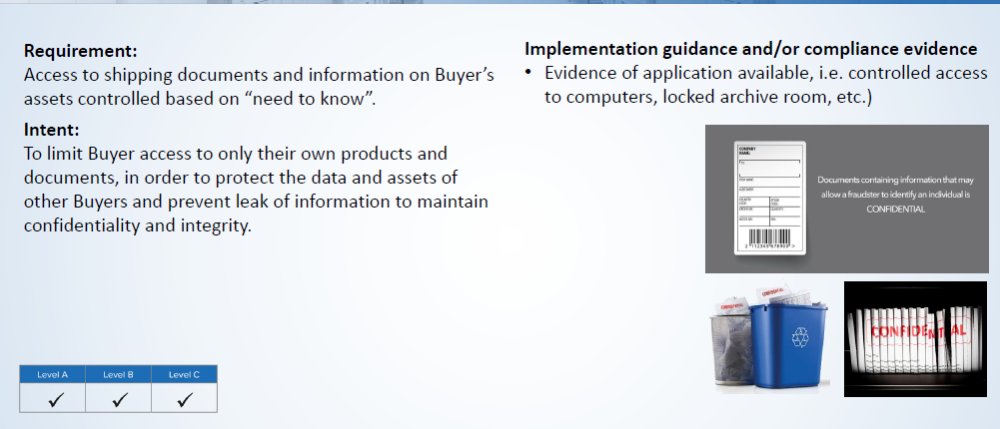 Requirement:
Access to shipping documents and information on Buyer's
assets controlled based on “need to know”.
Intent:
To limit Buyer access to only their own products and
documents, in order to protect the data and assets of
other Buyers and prevent leak of information to maintain
confidentiality and integrity.
Level A Level B Level C
✓ ✓ ✓
Implementation guidance and/or compliance evidence
• Evidence of application available, i.e. controlled access
to computers, locked archive room, etc.)
COMPANY
NAME:
Documents containing information that may
allow a fraudster to identify an individual is
CONFIDENTIAL
CONFIDENTIAL
CONFIDENTIAL
CONFIDENTIAL